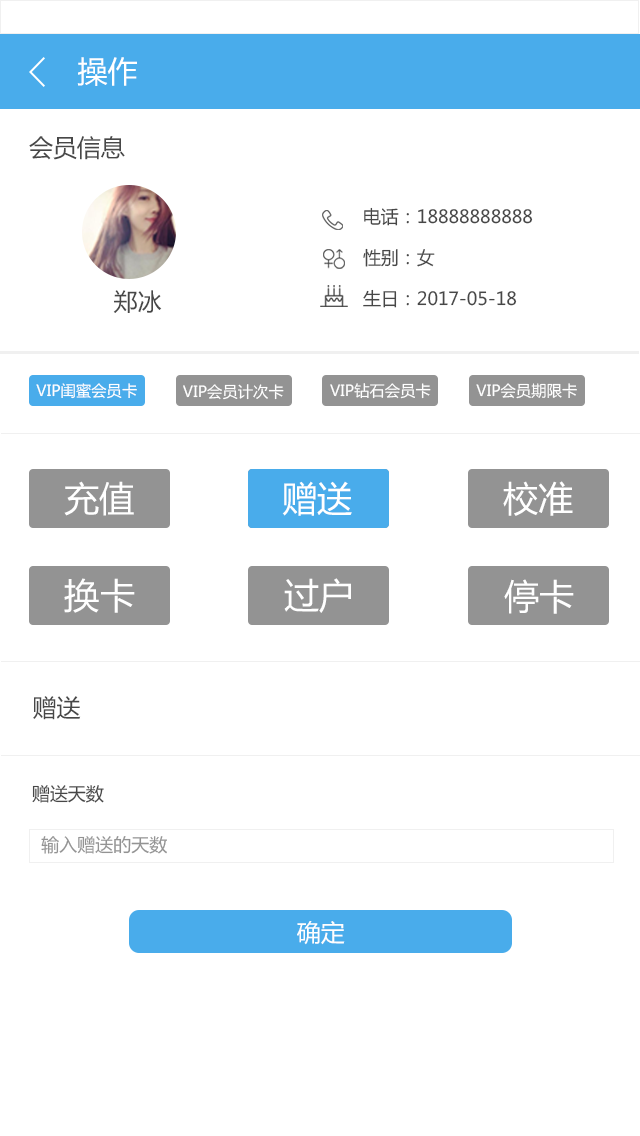 操作
会员信息
郑冰
电话：18888888888
性别：女
生日：2017-05-18
VIP闺蜜会员卡 VIP会员计次卡 VIP钻石会员卡 VIP会员期限卡
充值 赠送 校准
换卡 过户 停卡
赠送
赠送天数
输入赠送的天数
确定